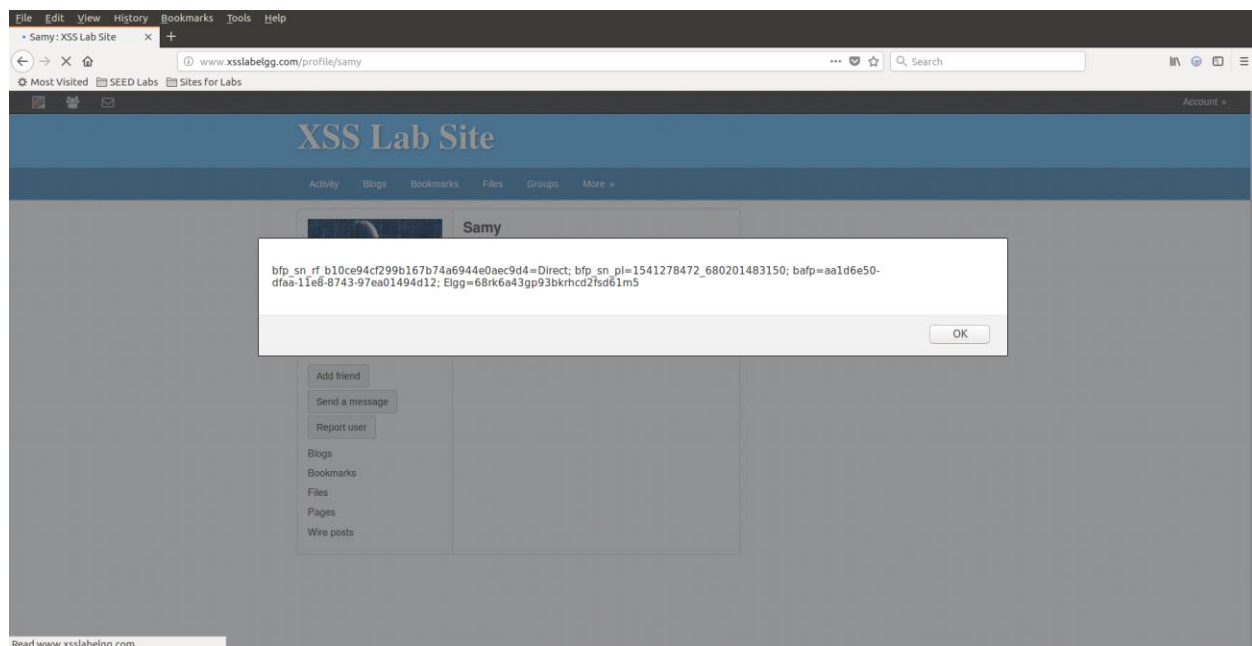 File Edit View History Bookmarks Tools Help
Samy : XSS Lab Site
www.xsslabelgg.com/profile/samy
Search
Most Visited SEED Labs Sites for Labs
Account »
XSS Lab Site
Activity Blogs Bookmarks Files Groups More »
Samy
bfp_sn_rf_b10ce94cf299b167b74a6944e0aec9d4=Direct; bfp_sn_pl=1541278472_680201483150; bafp=aa1d6e50-
dfaa-11e8-8743-97ea01494d12; Elgg=68rk6a43gp93bkrhcd2fsd61m5
OK
Add friend
Send a message
Report user
Blogs
Bookmarks
Files
Pages
Wire posts
Read www.xsslabelgg.com